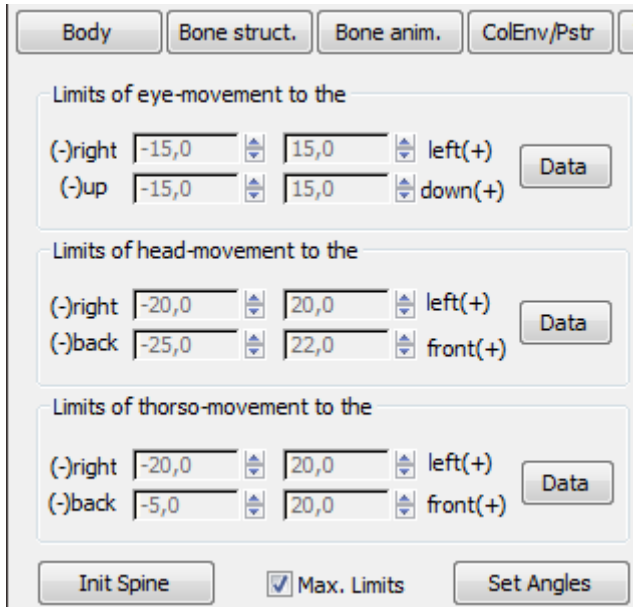 Body Bone struct. Bone anim. ColEnv/Pstr
Limits of eye-movement to the
(-)right -15,0 15,0 left(+)
Data
(-)up -15,0 15,0 down(+)
Limits of head-movement to the
(-)right -20,0 20,0 left(+)
Data
(-)back -25,0 22,0 front(+)
Limits of thorso-movement to the
(-)right -20,0 20,0 left(+)
Data
(-)back -5,0 20,0 front(+)
Init Spine Max. Limits Set Angles